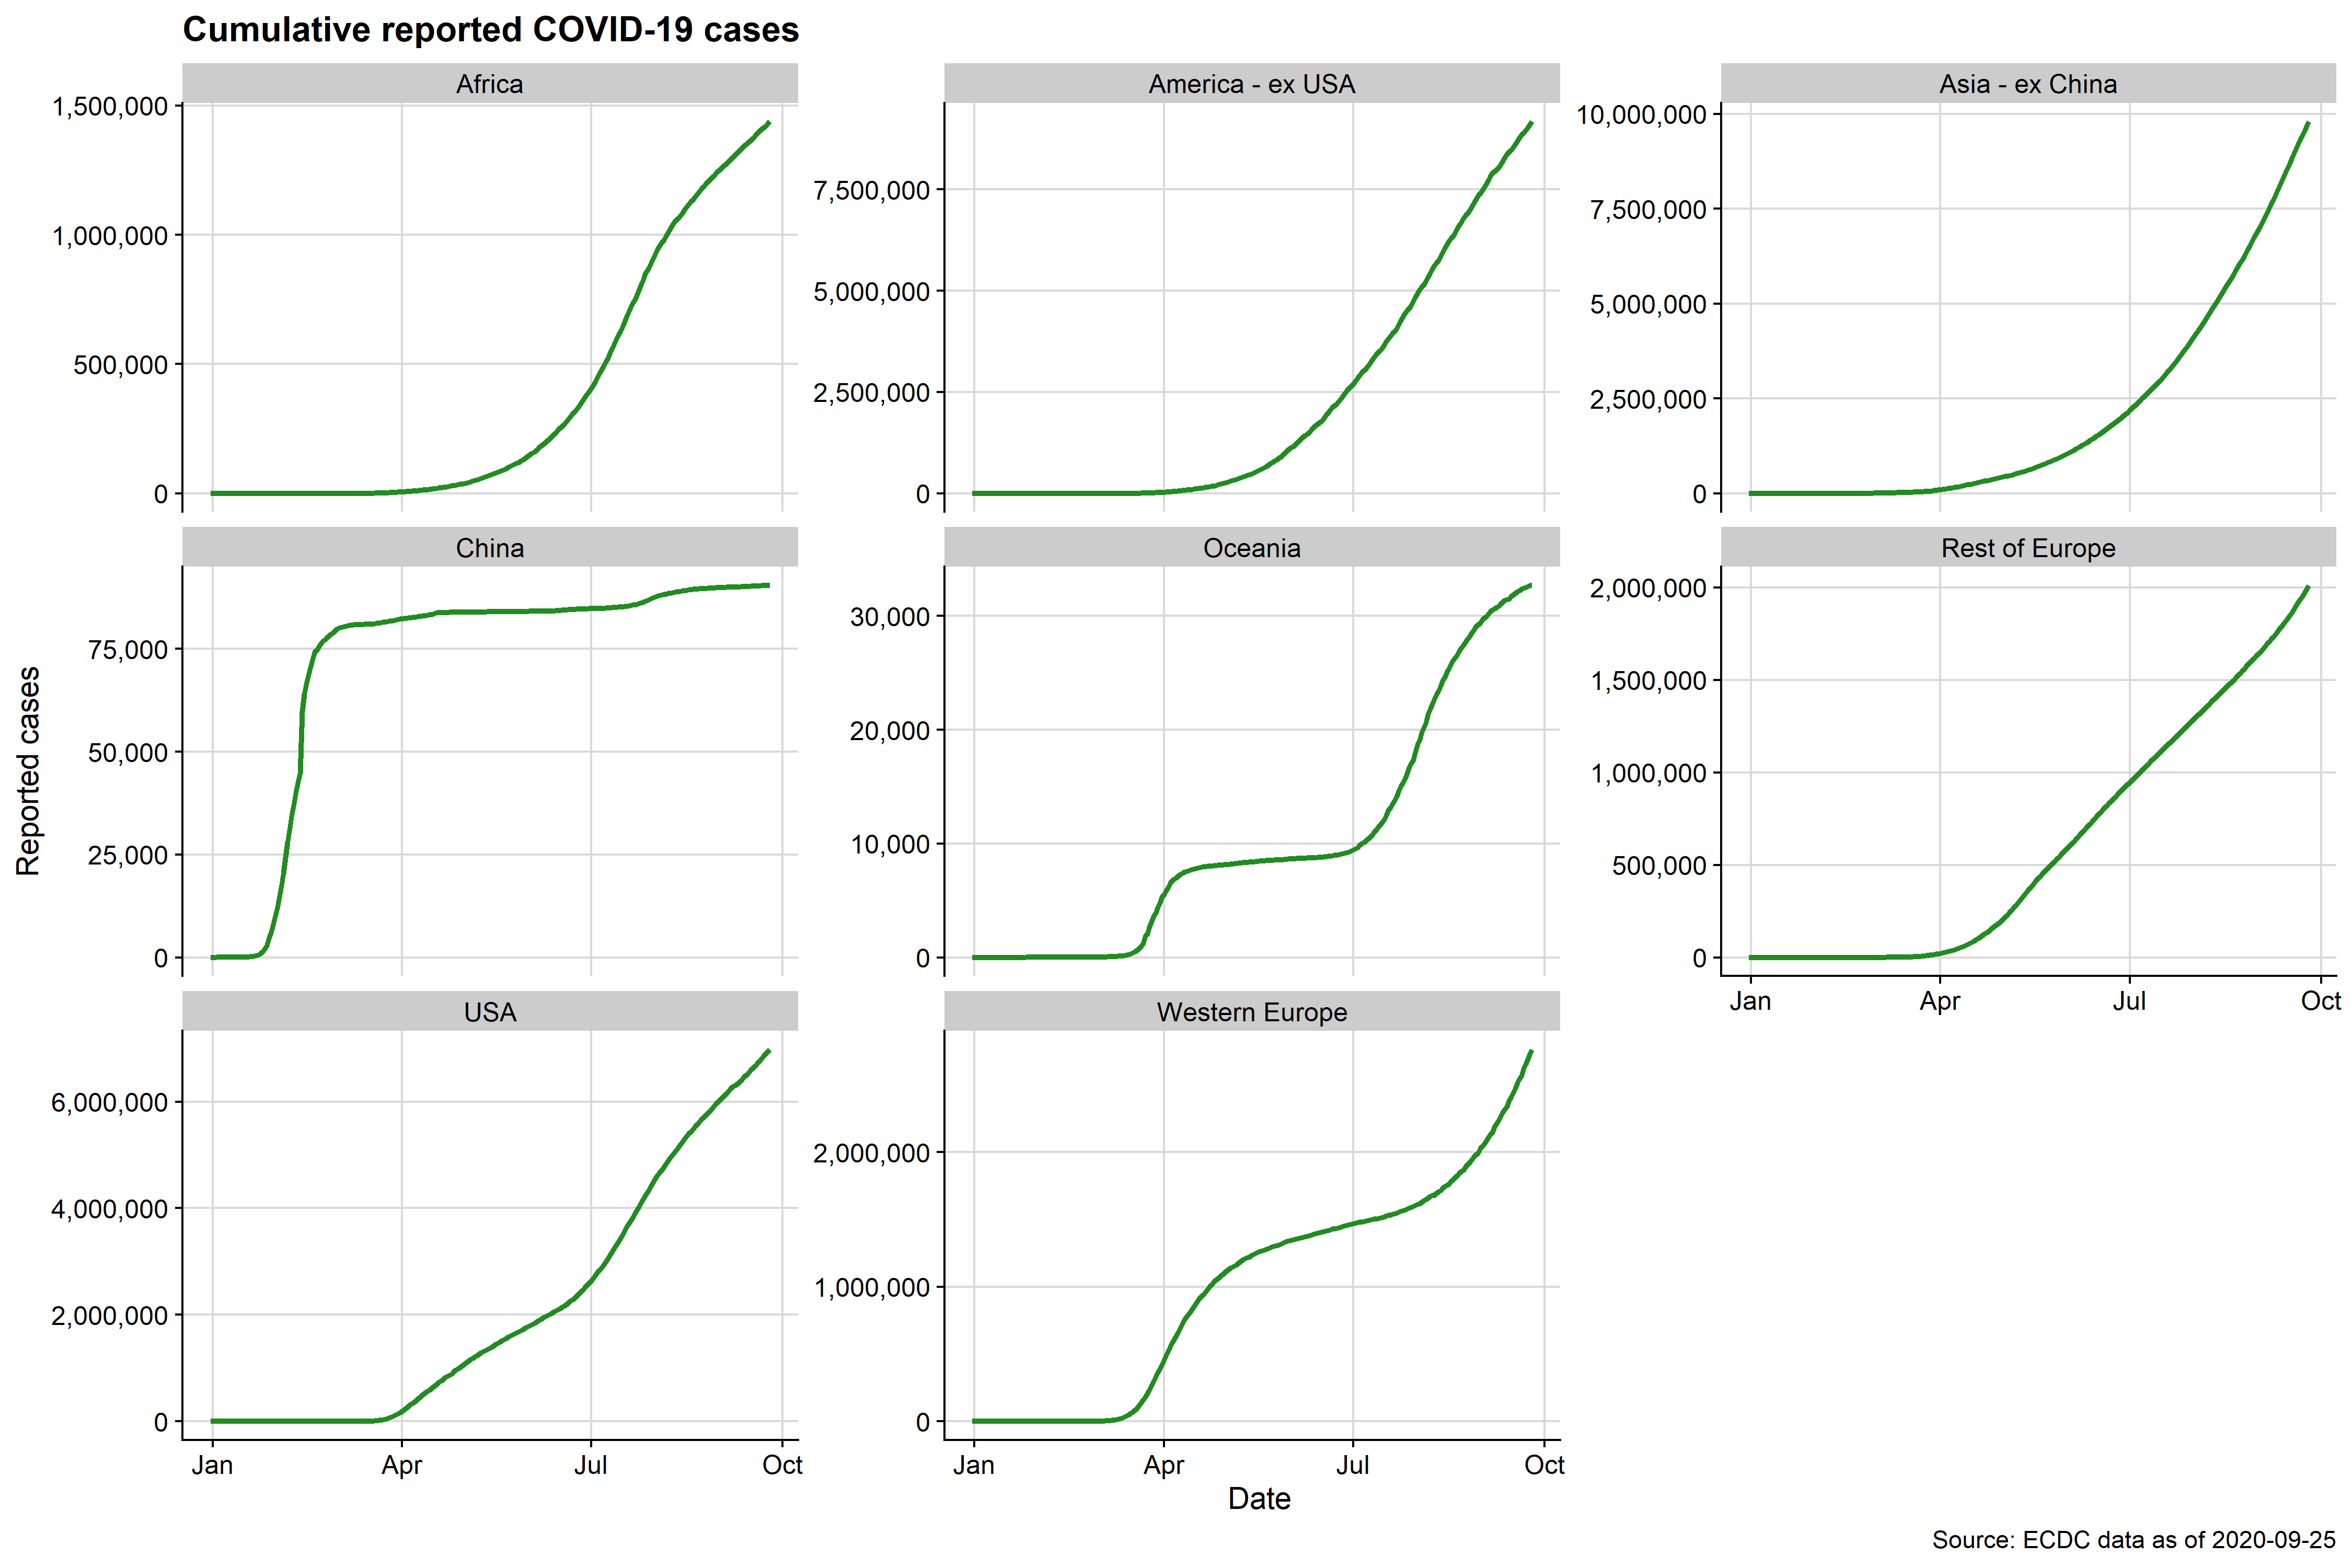 Cumulative reported COVID-19 cases
Africa
America - ex USA
Asia - ex China
1,500,000
1,000,000
500,000
0
7,500,000
5,000,000
2,500,000
0
10,000,000
7,500,000
5,000,000
2,500,000
0
China
Oceania
Rest of Europe
75,000
50,000
25,000
0
30,000
20,000
10,000
0
2,000,000
1,500,000
1,000,000
500,000
0
Jan Apr Jul Oct
Reported cases
USA
Western Europe
6,000,000
4,000,000
2,000,000
0
Jan Apr Jul Oct
2,000,000
1,000,000
0
Jan Apr Jul Oct
Date
Source: ECDC data as of 2020-09-25